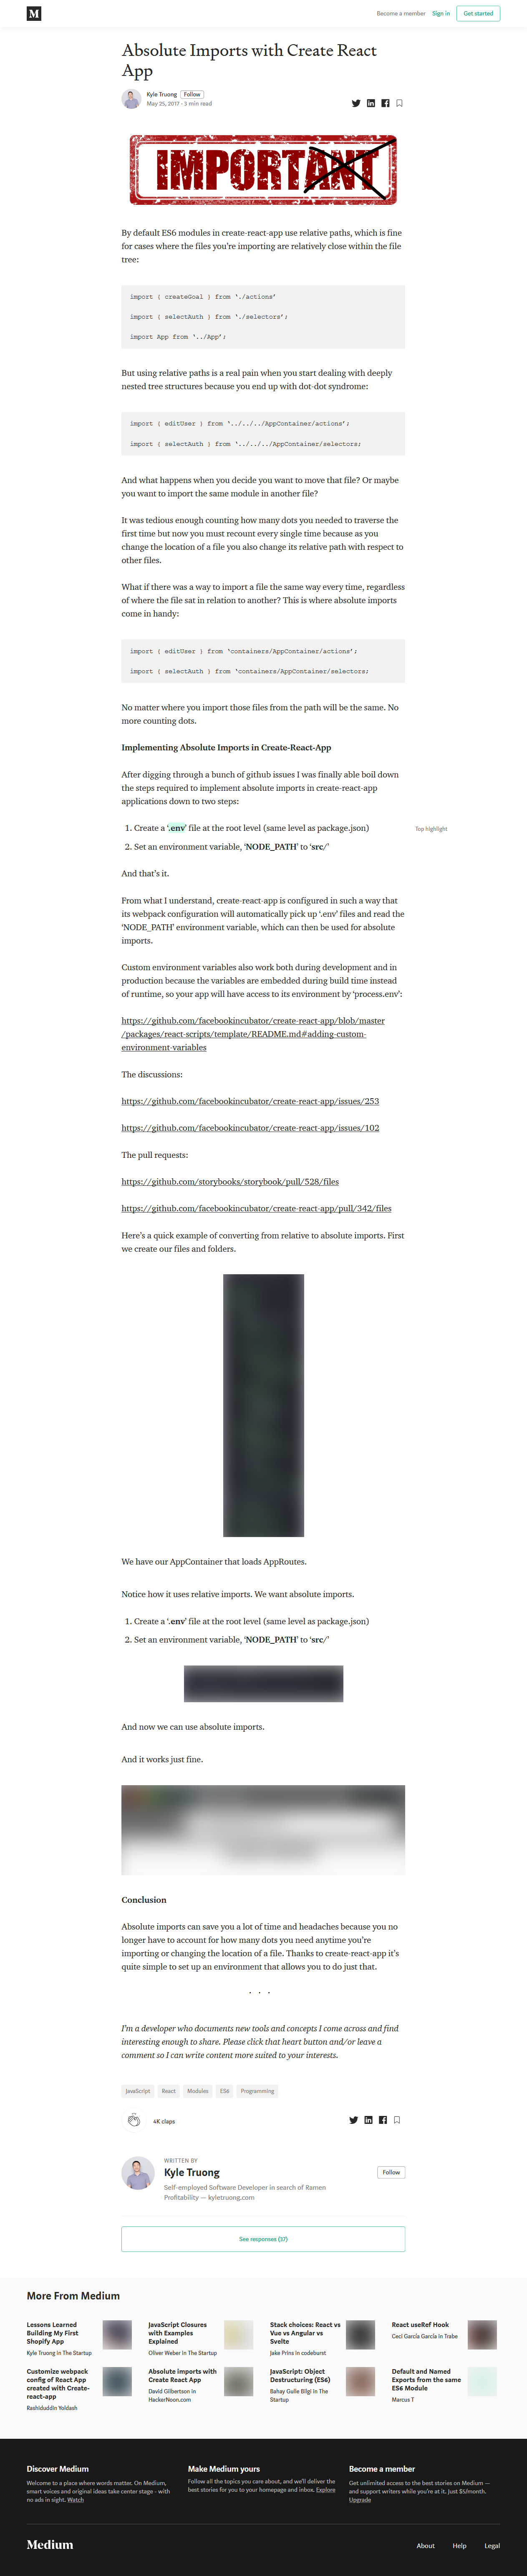 M
Become a member
Sign in
Get started
Absolute Imports with Create React
App
Kyle Truong
Follow
May 25, 2017 · 3 min read
IMPORTANT
By default ES6 modules in create-react-app use relative paths, which is fine
for cases where the files you’re importing are relatively close within the file
tree:
import { createGoal } from ‘./actions’
import { selectAuth } from ‘./selectors’;
import App from ‘../App’;
But using relative paths is a real pain when you start dealing with deeply
nested tree structures because you end up with dot-dot syndrome:
import { editUser } from ‘../../../AppContainer/actions’;
import { selectAuth } from ‘../../../AppContainer/selectors;
And what happens when you decide you want to move that file? Or maybe
you want to import the same module in another file?
It was tedious enough counting how many dots you needed to traverse the
first time but now you must recount every single time because as you
change the location of a file you also change its relative path with respect to
other files.
What if there was a way to import a file the same way every time, regardless
of where the file sat in relation to another? This is where absolute imports
come in handy:
import { editUser } from ‘containers/AppContainer/actions’;
import { selectAuth } from ‘containers/AppContainer/selectors;
No matter where you import those files from the path will be the same. No
more counting dots.
Implementing Absolute Imports in Create-React-App
After digging through a bunch of github issues I was finally able boil down
the steps required to implement absolute imports in create-react-app
applications down to two steps:
1. Create a ‘.env’ file at the root level (same level as package.json)
Top highlight
2. Set an environment variable, ‘NODE_PATH’ to ‘src/’
And that’s it.
From what I understand, create-react-app is configured in such a way that
its webpack configuration will automatically pick up ‘.env’ files and read the
‘NODE_PATH’ environment variable, which can then be used for absolute
imports.
Custom environment variables also work both during development and in
production because the variables are embedded during build time instead
of runtime, so your app will have access to its environment by ‘process.env’:
https://github.com/facebookincubator/create-react-app/blob/master
/packages/react-scripts/template/README.md#adding-custom-
environment-variables
The discussions:
https://github.com/facebookincubator/create-react-app/issues/253
https://github.com/facebookincubator/create-react-app/issues/102
The pull requests:
https://github.com/storybooks/storybook/pull/528/files
https://github.com/facebookincubator/create-react-app/pull/342/files
Here’s a quick example of converting from relative to absolute imports. First
we create our files and folders.
We have our AppContainer that loads AppRoutes.
Notice how it uses relative imports. We want absolute imports.
1. Create a ‘.env’ file at the root level (same level as package.json)
2. Set an environment variable, ‘NODE_PATH’ to ‘src/’
And now we can use absolute imports.
And it works just fine.
Conclusion
Absolute imports can save you a lot of time and headaches because you no
longer have to account for how many dots you need anytime you’re
importing or changing the location of a file. Thanks to create-react-app it’s
quite simple to set up an environment that allows you to do just that.
· · ·
I’m a developer who documents new tools and concepts I come across and find
interesting enough to share. Please click that heart button and/or leave a
comment so I can write content more suited to your interests.
JavaScript
React
Modules
ES6
Programming
4K claps
WRITTEN BY
Kyle Truong
Follow
Self-employed Software Developer in search of Ramen
Profitability — kyletruong.com
See responses (37)
More From Medium
Lessons Learned
Building My First
Shopify App
Kyle Truong in The Startup
JavaScript Closures
with Examples
Explained
Oliver Weber in The Startup
Stack choices: React vs
Vue vs Angular vs
Svelte
Jake Prins in codeburst
React useRef Hook
Ceci García García in Trabe
Customize webpack
config of React App
created with Create-
react-app
Rashiduddin Yoldash
Absolute imports with
Create React App
David Gilbertson in
HackerNoon.com
JavaScript: Object
Destructuring (ES6)
Bahay Gulle Bilgi in The
Startup
Default and Named
Exports from the same
ES6 Module
Marcus T
Discover Medium
Welcome to a place where words matter. On Medium,
smart voices and original ideas take center stage - with
no ads in sight. Watch
Make Medium yours
Follow all the topics you care about, and we’ll deliver the
best stories for you to your homepage and inbox. Explore
Become a member
Get unlimited access to the best stories on Medium —
and support writers while you’re at it. Just $5/month.
Upgrade
Medium
About
Help
Legal